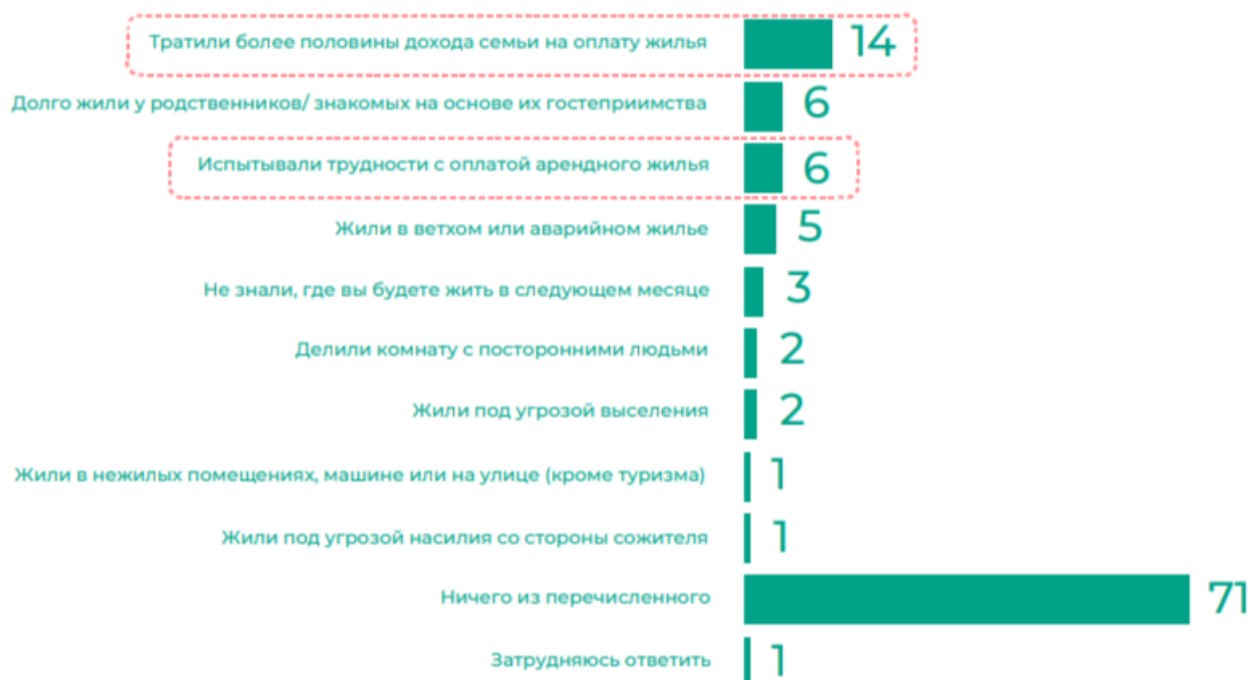 Тратили более половины дохода семьи на оплату жилья 14
Долго жили у родственников/ знакомых на основе их гостеприимства 6
Испытывали трудности с оплатой арендного жилья 6
Жили в ветхом или аварийном жилье 5
Не знали, где вы будете жить в следующем месяце 3
Делили комнату с посторонними людьми 2
Жили под угрозой выселения 2
Жили в нежилых помещениях, машине или на улице (кроме туризма) 1
Жили под угрозой насилия со стороны сожителя 1
Ничего из перечисленного 71
Затрудняюсь ответить 1